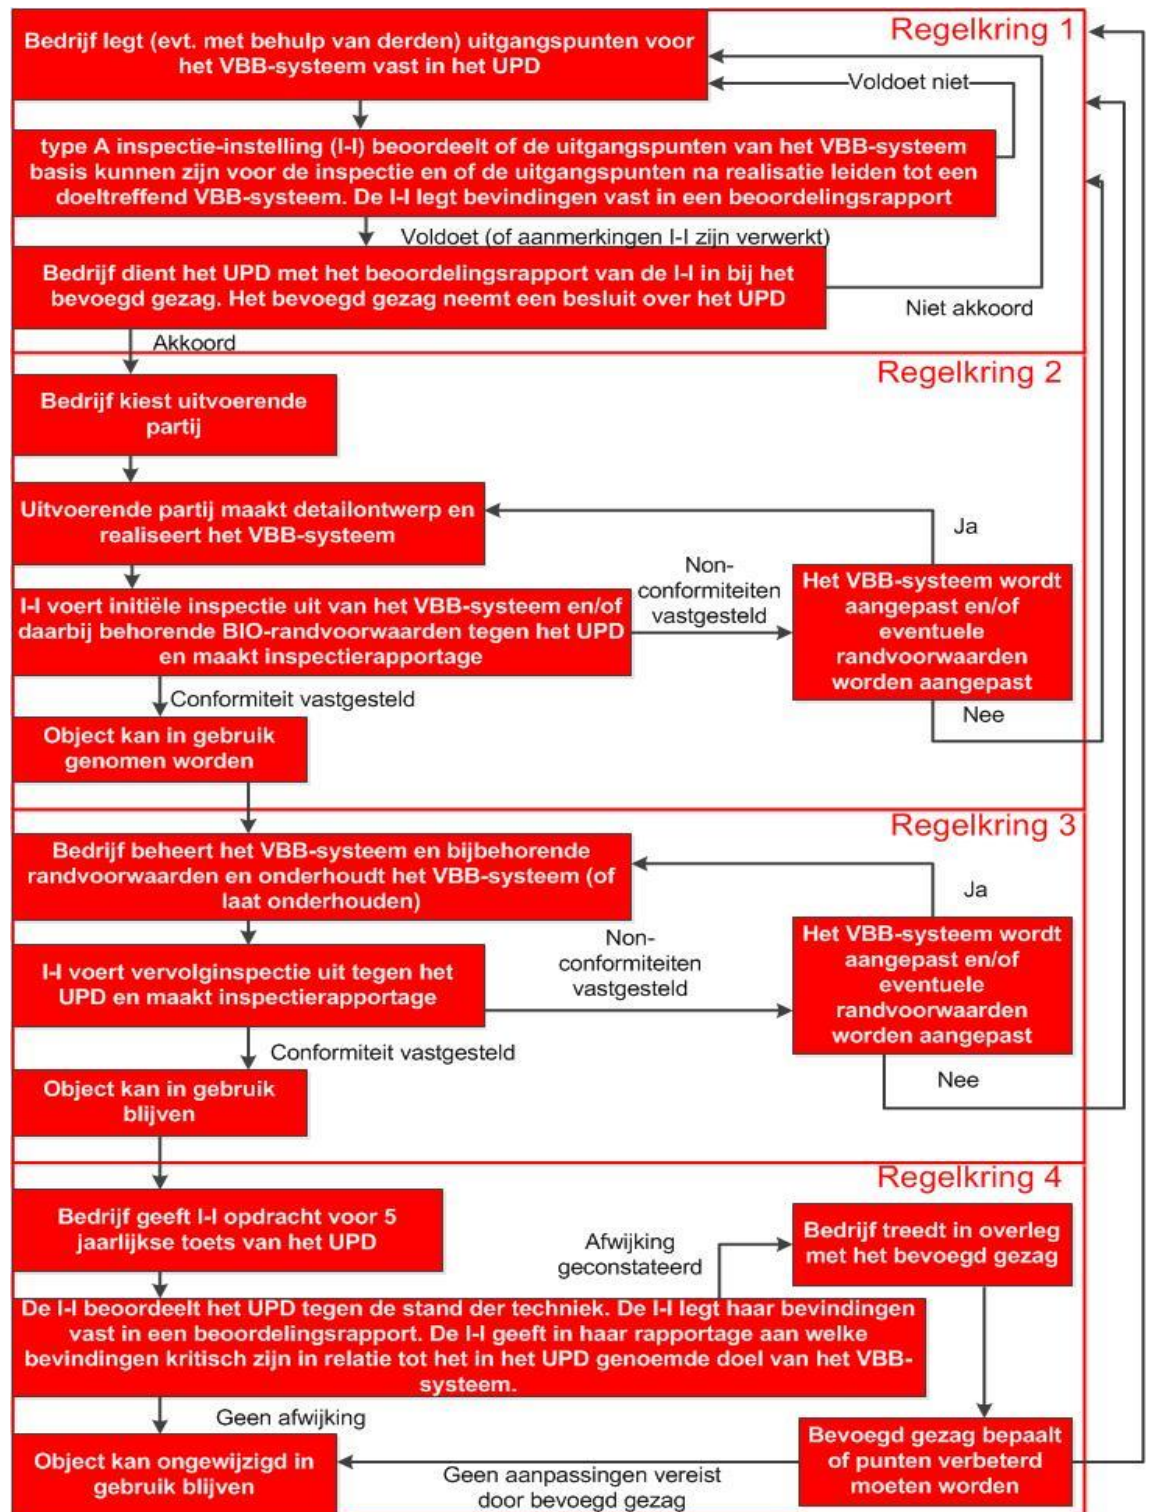 Regelkring 1
Bedrijf legt (evt. met behulp van derden) uitgangspunten voor
het VBB-systeem vast in het UPD
Voldoet niet
type A inspectie-instelling (I-I) beoordeelt of de uitgangspunten van het VBB-systeem
basis kunnen zijn voor de inspectie en of de uitgangspunten na realisatie leiden tot een
doeltreffend VBB-systeem. De I-I legt bevindingen vast in een beoordelingsrapport
Voldoet (of aanmerkingen I-I zijn verwerkt)
Bedrijf dient het UPD met het beoordelingsrapport van de I-I in bij het
bevoegd gezag. Het bevoegd gezag neemt een besluit over het UPD
Niet akkoord
Akkoord
Regelkring 2
Bedrijf kiest uitvoerende
partij
Uitvoerende partij maakt detailontwerp en
realiseert het VBB-systeem
Ja
I-I voert initiële inspectie uit van het VBB-systeem en/of
daarbij behorende BIO-randvoorwaarden tegen het UPD
en maakt inspectierapportage
Non-
conformiteiten
vastgesteld
Het VBB-systeem wordt
aangepast en/of
eventuele
randvoorwaarden
worden aangepast
Nee
Conformiteit vastgesteld
Object kan in gebruik
genomen worden
Regelkring 3
Bedrijf beheert het VBB-systeem en bijbehorende
randvoorwaarden en onderhoudt het VBB-systeem (of
laat onderhouden)
Ja
I-I voert vervolginspectie uit tegen het
UPD en maakt inspectierapportage
Non-
conformiteiten
vastgesteld
Het VBB-systeem wordt
aangepast en/of
eventuele
randvoorwaarden
worden aangepast
Nee
Conformiteit vastgesteld
Object kan in gebruik
blijven
Regelkring 4
Bedrijf geeft I-I opdracht voor 5
jaarlijkse toets van het UPD
Afwijking
geconstateerd
Bedrijf treedt in overleg
met het bevoegd gezag
De I-I beoordeelt het UPD tegen de stand der techniek. De I-I legt haar bevindingen
vast in een beoordelingsrapport. De I-I geeft in haar rapportage aan welke
bevindingen kritisch zijn in relatie tot het in het UPD genoemde doel van het VBB-
systeem.
Geen afwijking
Object kan ongewijzigd in
gebruik blijven
Geen aanpassingen vereist
door bevoegd gezag
Bevoegd gezag bepaalt
of punten verbeterd
moeten worden